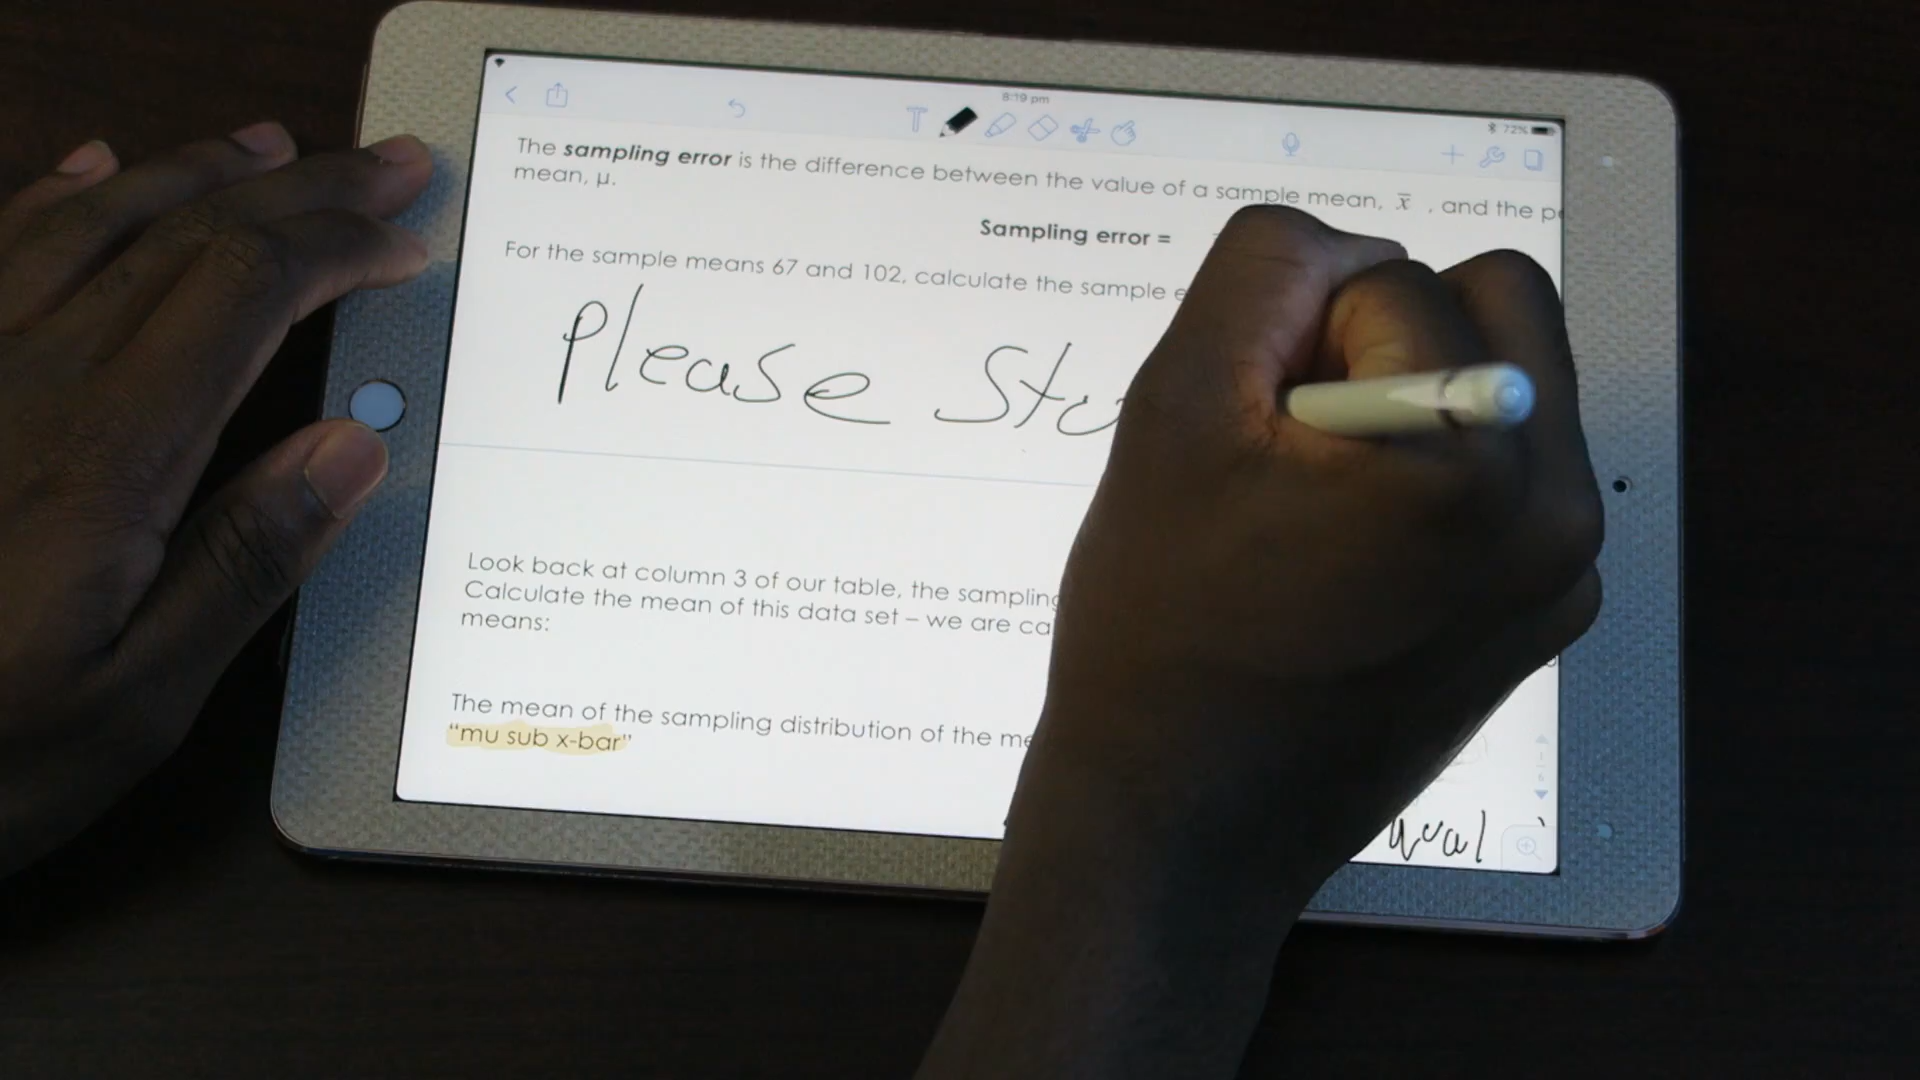 8:19 pm
72%
T
The sampling error is the difference between the value of a sample mean, x̄ , and the
mean, μ.
Sampling error =
For the sample means 67 and 102, calculate the sample
Please
Look back at column 3 of our table, the sampling
Calculate the mean of this data set – we are
means:
The mean of the sampling distribution of the
“mu sub x-bar”